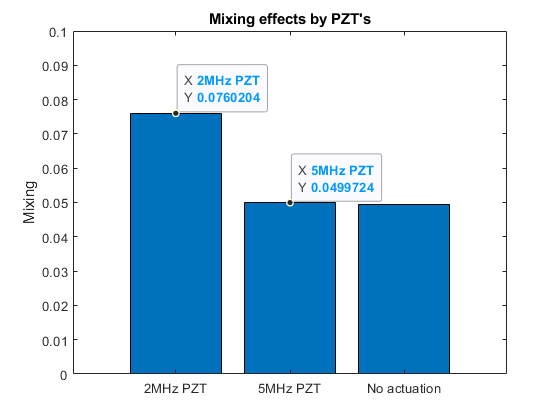 Mixing effects by PZT's
0.1
0.09
0.08
0.07
0.06
0.05
0.04
0.03
0.02
0.01
0
Mixing
X 2MHz PZT
Y 0.0760204
X 5MHz PZT
Y 0.0499724
2MHz PZT
5MHz PZT
No actuation